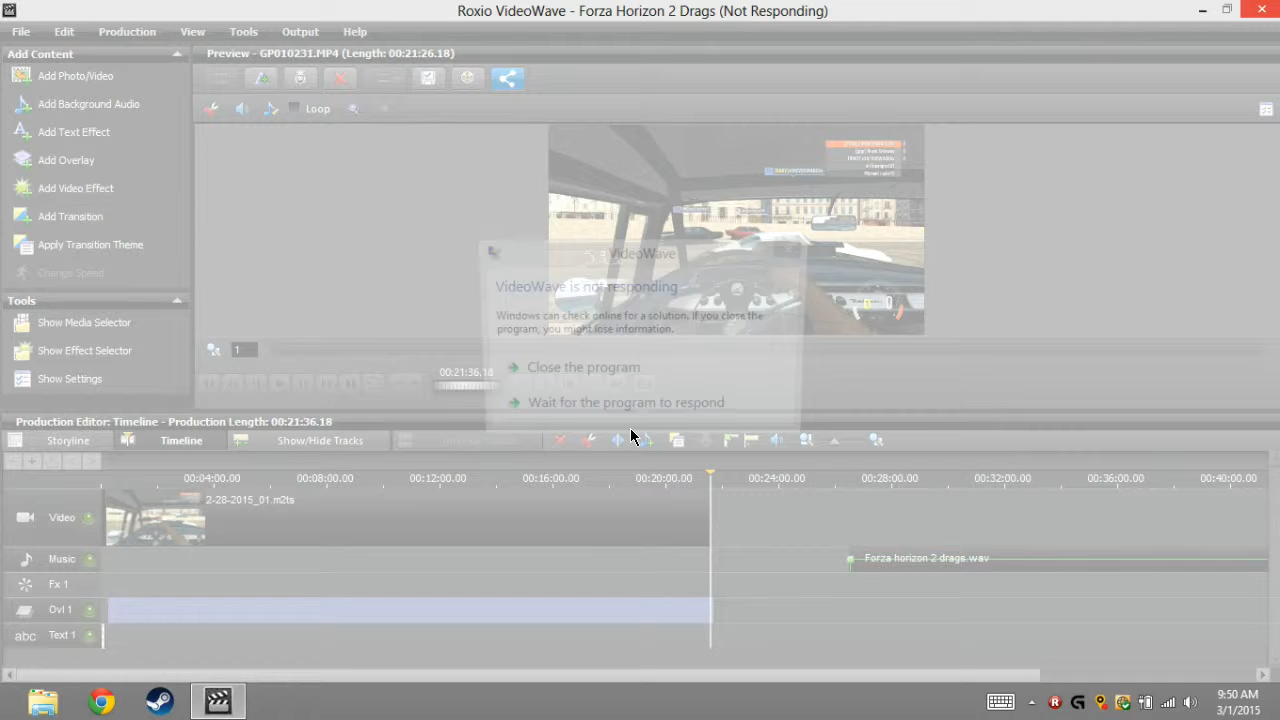 Roxio VideoWave - Forza Horizon 2 Drags (Not Responding)
File Edit Production View Tools Output Help
Add Content
Preview - GP010231.MP4 (Length: 00:21:26.18)
Add Photo/Video
Add Background Audio
Loop
Add Text Effect
Add Overlay
Add Video Effect
Add Transition
Apply Transition Theme
Change Speed
VideoWave
VideoWave is not responding
Windows can check online for a solution. If you close the
program, you might lose information.
Close the program
Wait for the program to respond
Tools
Show Media Selector
Show Effect Selector
Show Settings
1
00:21:36.18
Production Editor: Timeline - Production Length: 00:21:36.18
Storyline Timeline Show/Hide Tracks
00:04:00.00 00:08:00.00 00:12:00.00 00:16:00.00 00:20:00.00 00:24:00.00 00:28:00.00 00:32:00.00 00:36:00.00 00:40:00.00
2-28-2015_01.m2ts
Video
Music
Forza horizon 2 drags.wav
Fx 1
Ovl 1
abc Text 1
9:50 AM
3/1/2015